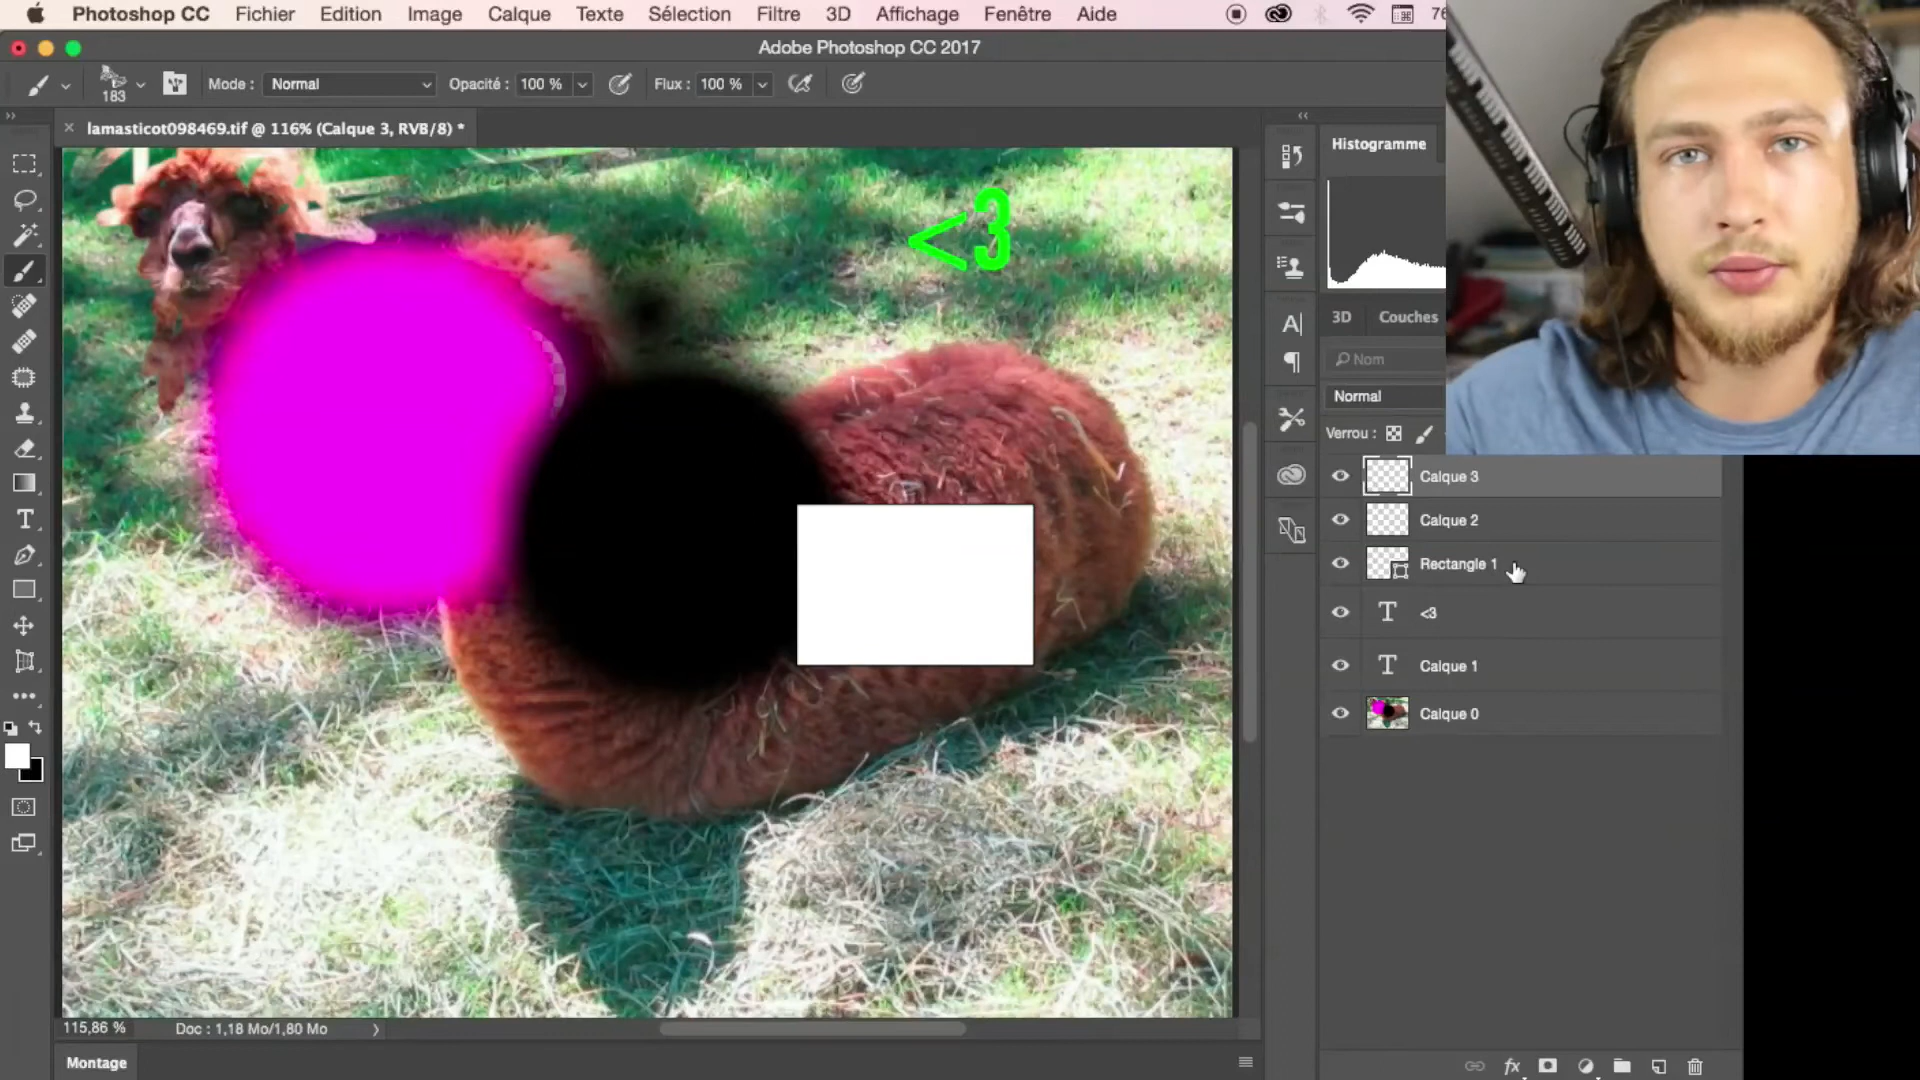 Photoshop CC Fichier Edition Image Calque Texte Sélection Filtre 3D Affichage Fenêtre Aide
Adobe Photoshop CC 2017
183 Mode : Normal Opacité : 100 % Flux : 100 %
lamasticot098469.tif @ 116% (Calque 3, RVB/8) *
Histogramme
<3
3D Couches
Nom
Normal
Verrou :
Calque 3
Calque 2
Rectangle 1
T <3
T Calque 1
Calque 0
115,86 % Doc : 1,18 Mo/1,80 Mo
Montage
fx